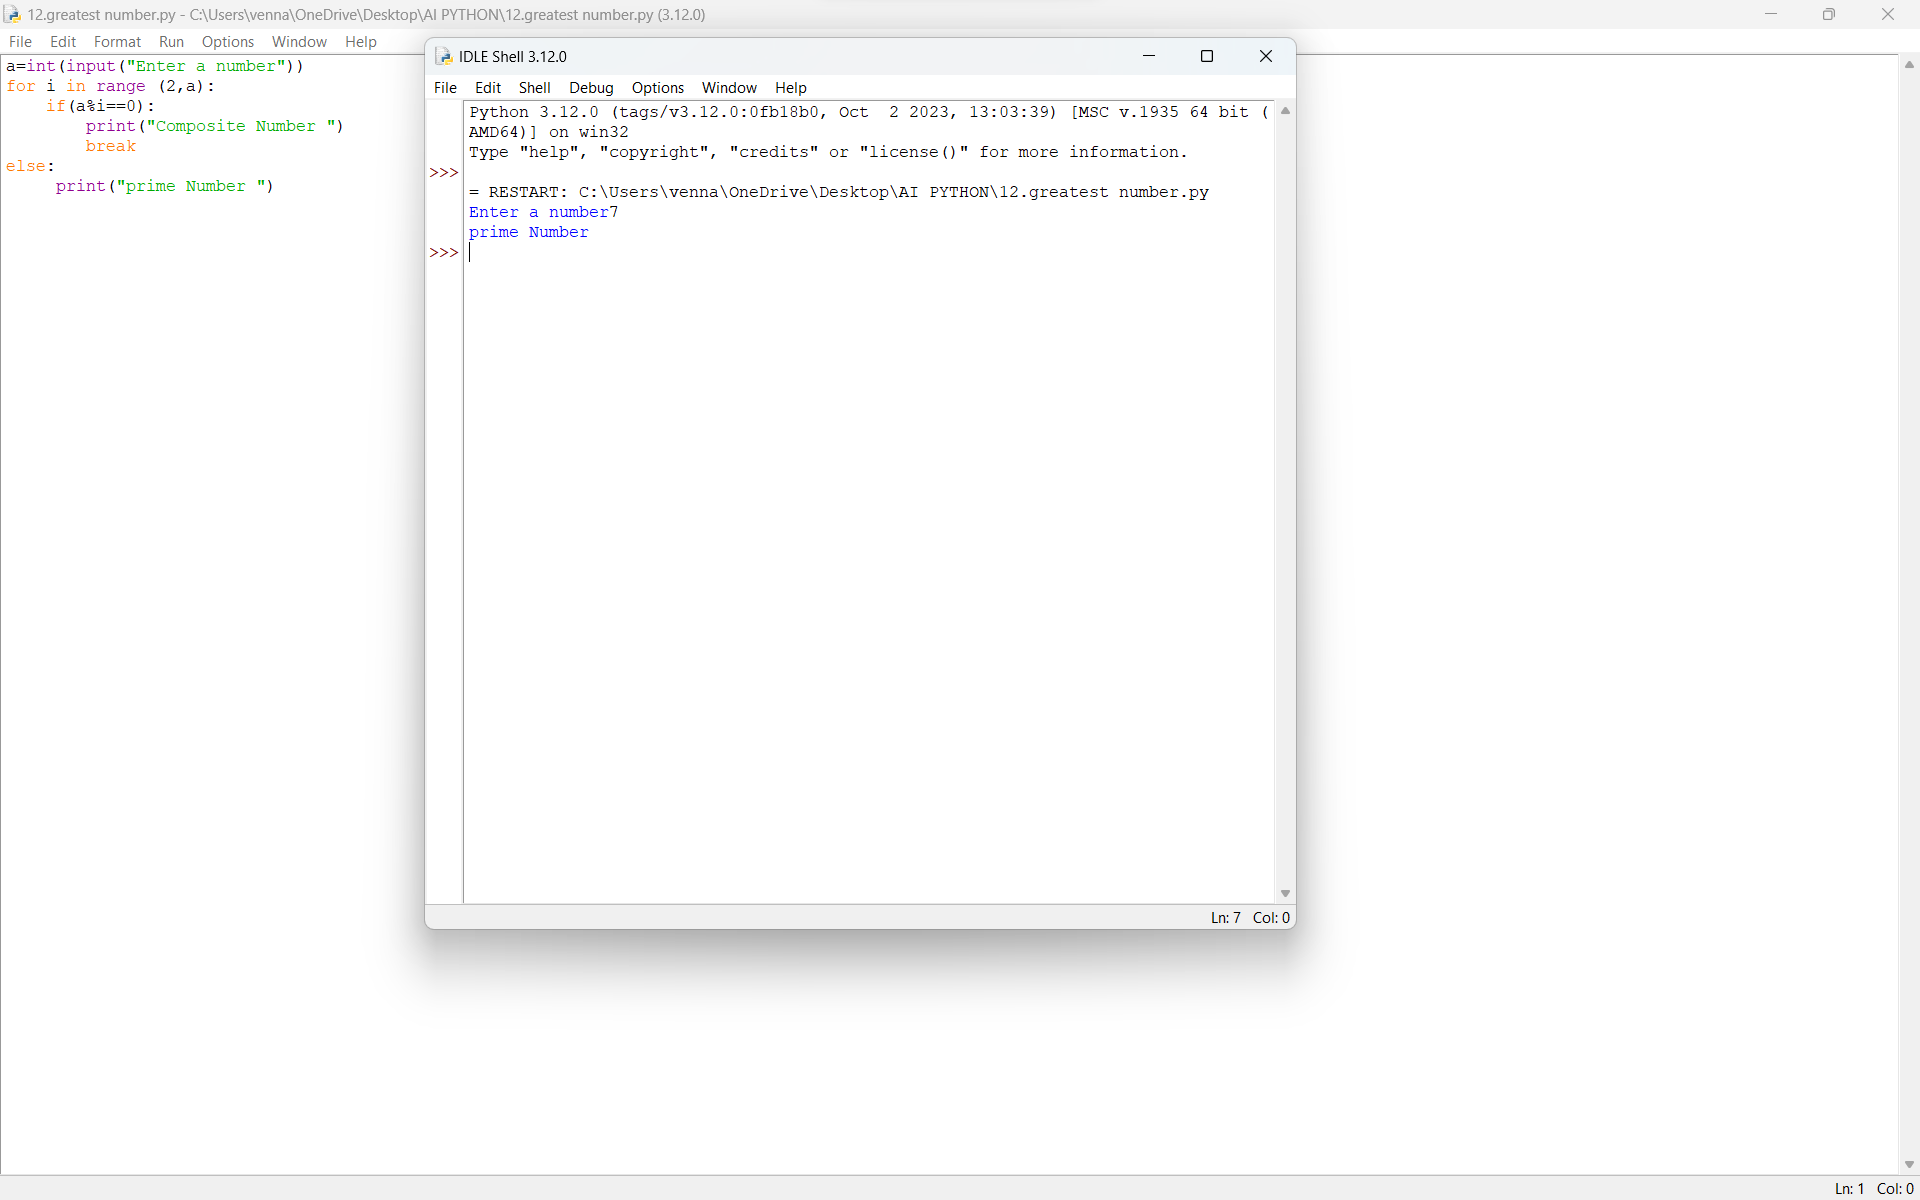 12.greatest number.py - C:\Users\venna\OneDrive\Desktop\AI PYTHON\12.greatest number.py (3.12.0)
File Edit Format Run Options Window Help
a=int(input("Enter a number"))
for i in range (2,a):
    if(a%i==0):
        print("Composite Number ")
        break
else:
     print("prime Number ")
IDLE Shell 3.12.0
File Edit Shell Debug Options Window Help
Python 3.12.0 (tags/v3.12.0:0fb18b0, Oct  2 2023, 13:03:39) [MSC v.1935 64 bit (
AMD64)] on win32
Type "help", "copyright", "credits" or "license()" for more information.
>>>
= RESTART: C:\Users\venna\OneDrive\Desktop\AI PYTHON\12.greatest number.py
Enter a number7
prime Number
>>>
Ln: 7 Col: 0
Ln: 1 Col: 0